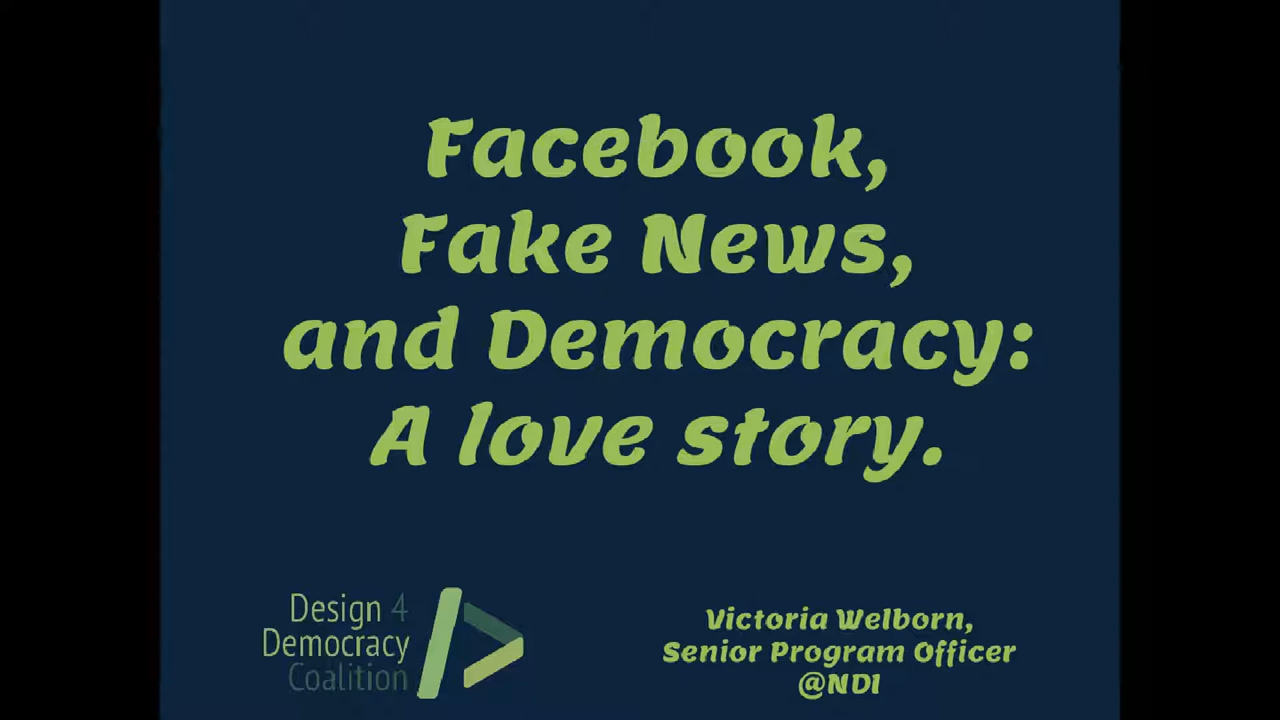 Facebook,
Fake News,
and Democracy:
A love story.
Design 4
Democracy
Coalition
Victoria Welborn,
Senior Program Officer
@NDI